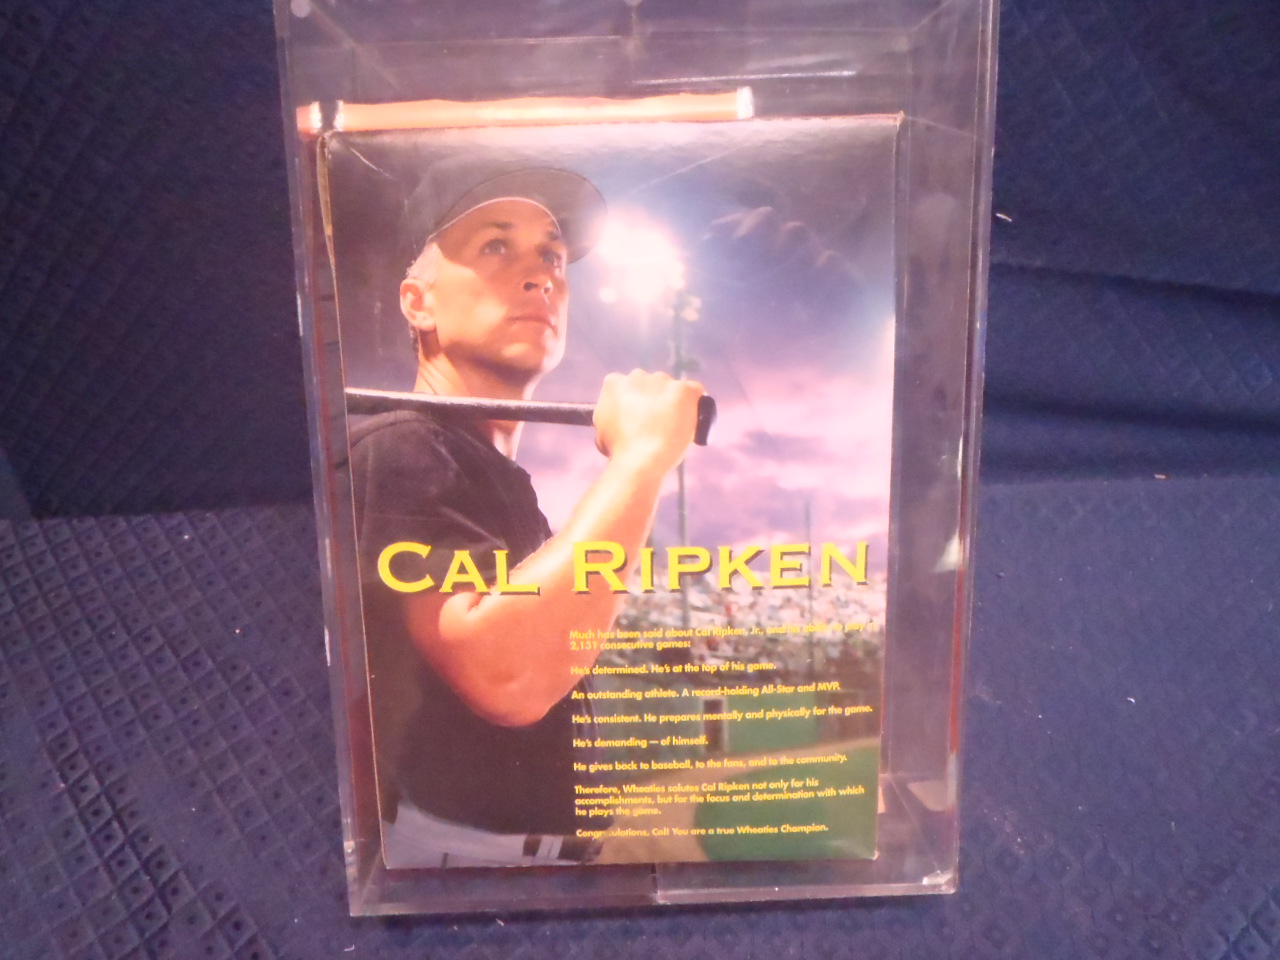 CAL RIPKEN
Much has been said about Cal Ripken, Jr., and his ability to play in
2,131 consecutive games:
He's determined. He's at the top of his game.
An outstanding athlete. A record-holding All-Star and MVP.
He's consistent. He prepares mentally and physically for the game.
He's demanding — of himself.
He gives back to baseball, to the fans, and to the community.
Therefore, Wheaties salutes Cal Ripken not only for his
accomplishments, but for the focus and determination with which
he plays the game.
Congratulations, Cal! You are a true Wheaties Champion.